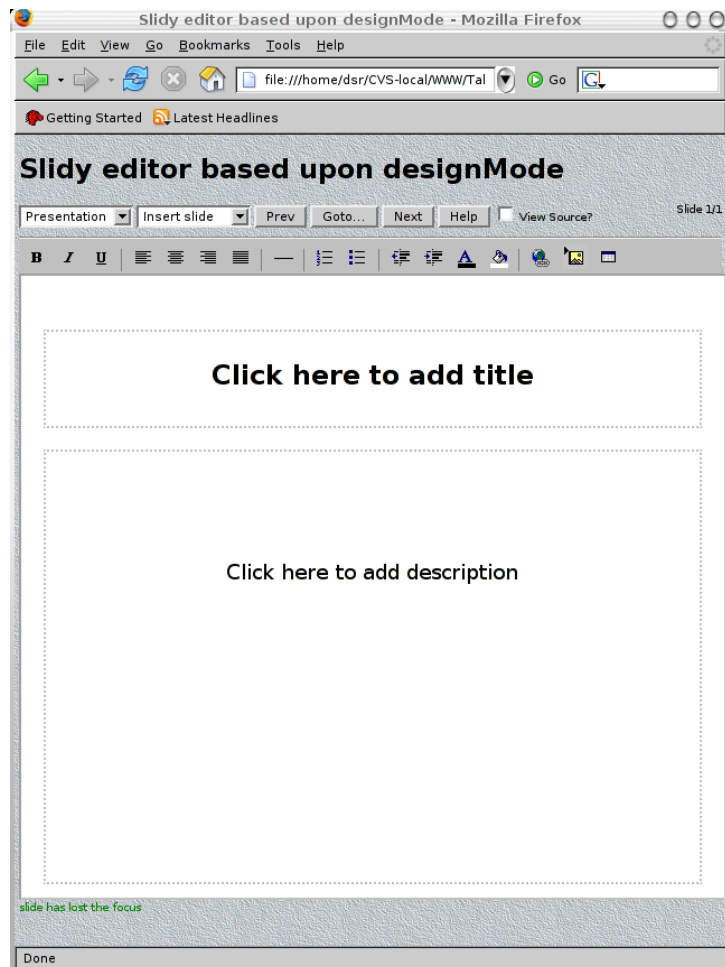 Slidy editor based upon designMode - Mozilla Firefox
File Edit View Go Bookmarks Tools Help
file:///home/dsr/CVS-local/WWW/Tal Go G
Getting Started Latest Headlines
Slidy editor based upon designMode
Presentation Insert slide Prev Goto... Next Help View Source? Slide 1/1
B I U A
Click here to add title
Click here to add description
slide has lost the focus
Done